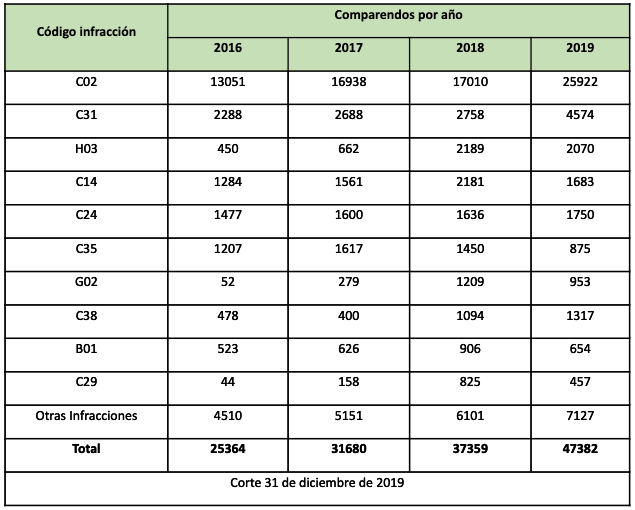 Código infracción Comparendos por año
2016 2017 2018 2019
C02 13051 16938 17010 25922
C31 2288 2688 2758 4574
H03 450 662 2189 2070
C14 1284 1561 2181 1683
C24 1477 1600 1636 1750
C35 1207 1617 1450 875
G02 52 279 1209 953
C38 478 400 1094 1317
B01 523 626 906 654
C29 44 158 825 457
Otras Infracciones 4510 5151 6101 7127
Total 25364 31680 37359 47382
Corte 31 de diciembre de 2019